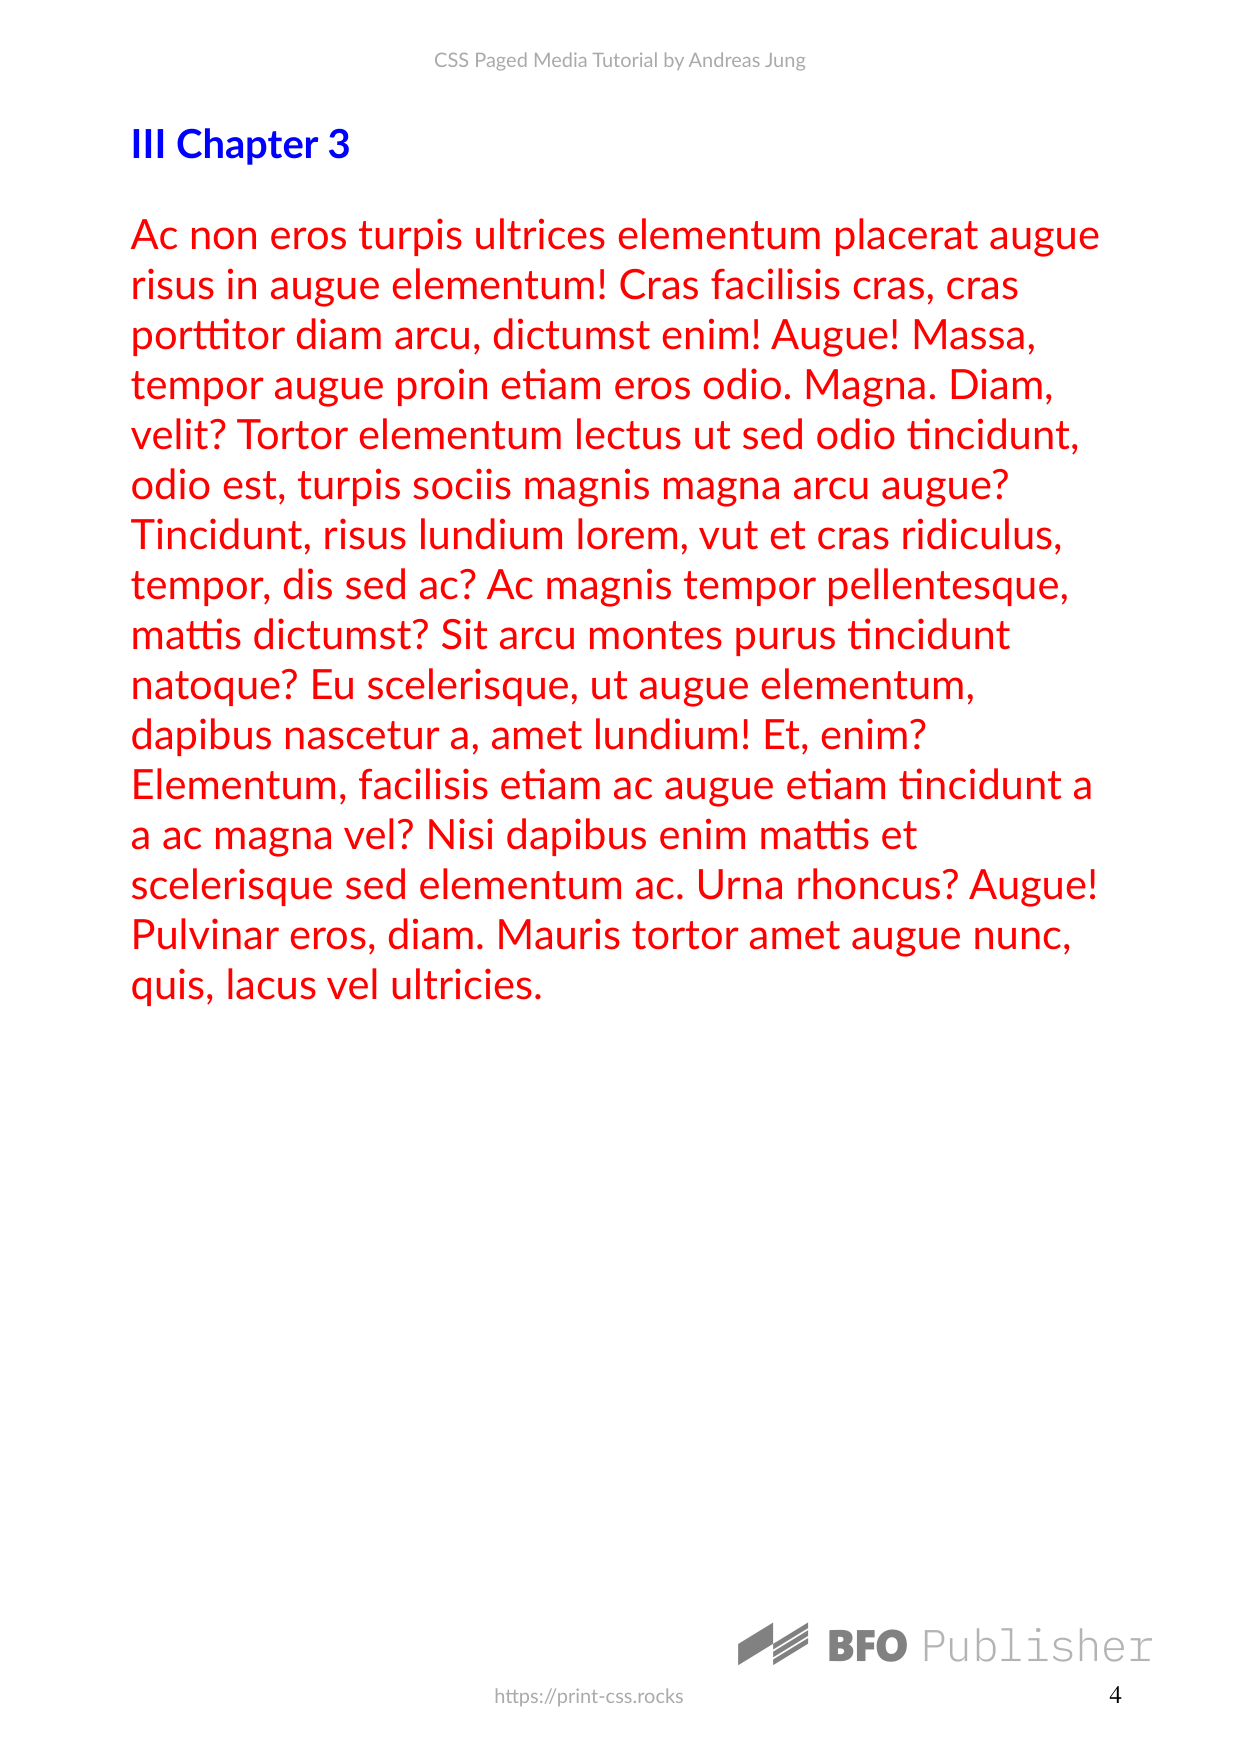 CSS Paged Media Tutorial by Andreas Jung
III Chapter 3
Ac non eros turpis ultrices elementum placerat augue
risus in augue elementum! Cras facilisis cras, cras
porttitor diam arcu, dictumst enim! Augue! Massa,
tempor augue proin etiam eros odio. Magna. Diam,
velit? Tortor elementum lectus ut sed odio tincidunt,
odio est, turpis sociis magnis magna arcu augue?
Tincidunt, risus lundium lorem, vut et cras ridiculus,
tempor, dis sed ac? Ac magnis tempor pellentesque,
mattis dictumst? Sit arcu montes purus tincidunt
natoque? Eu scelerisque, ut augue elementum,
dapibus nascetur a, amet lundium! Et, enim?
Elementum, facilisis etiam ac augue etiam tincidunt a
a ac magna vel? Nisi dapibus enim mattis et
scelerisque sed elementum ac. Urna rhoncus? Augue!
Pulvinar eros, diam. Mauris tortor amet augue nunc,
quis, lacus vel ultricies.
BFO Publisher
https://print-css.rocks 4